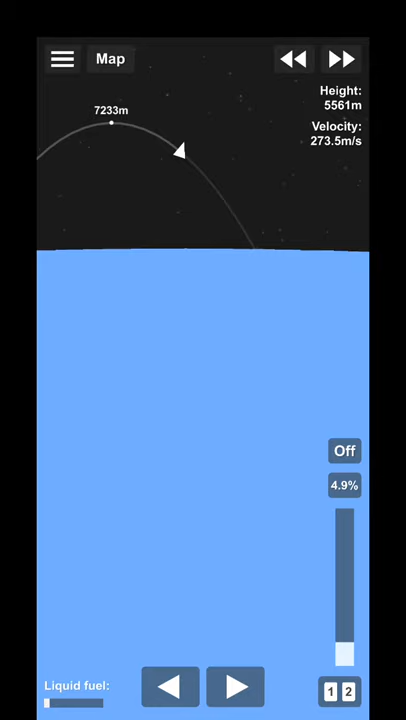 Map
Height:
5561m
7233m
Velocity:
273.5m/s
Off
4.9%
Liquid fuel:
1 2